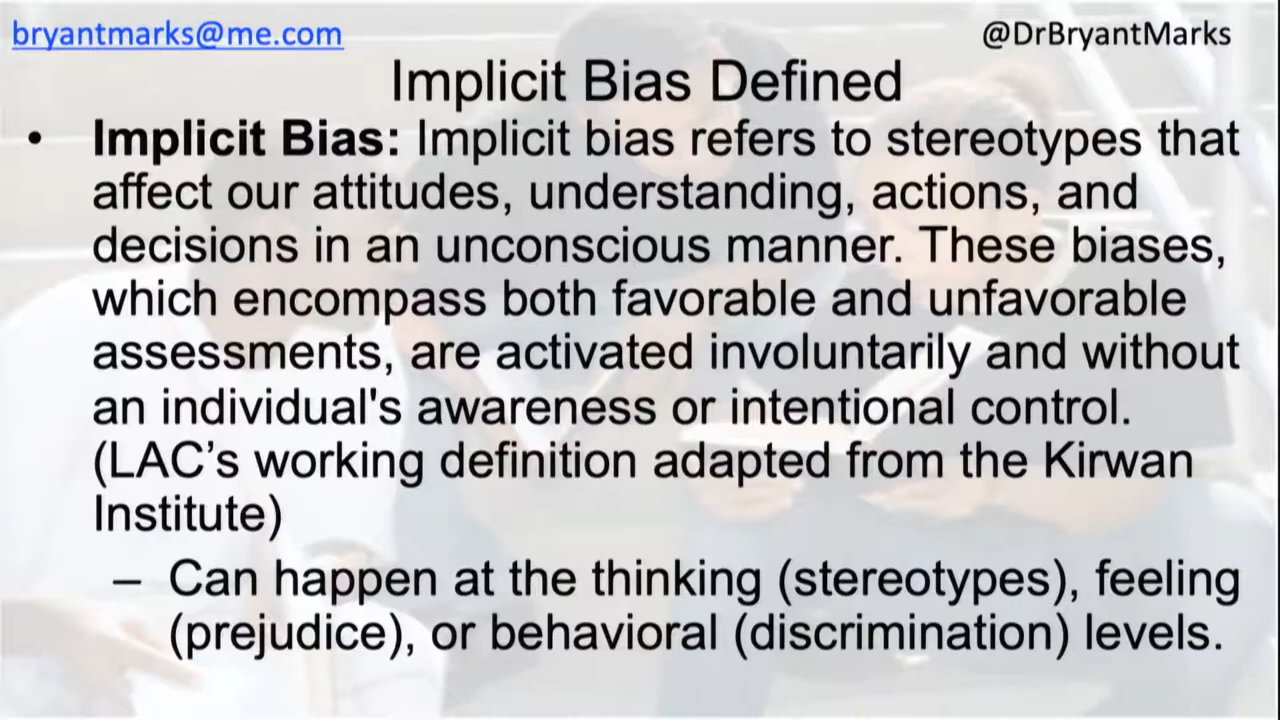 bryantmarks@me.com
@DrBryantMarks
Implicit Bias Defined
• Implicit Bias: Implicit bias refers to stereotypes that
affect our attitudes, understanding, actions, and
decisions in an unconscious manner. These biases,
which encompass both favorable and unfavorable
assessments, are activated involuntarily and without
an individual's awareness or intentional control.
(LAC’s working definition adapted from the Kirwan
Institute)
– Can happen at the thinking (stereotypes), feeling
(prejudice), or behavioral (discrimination) levels.